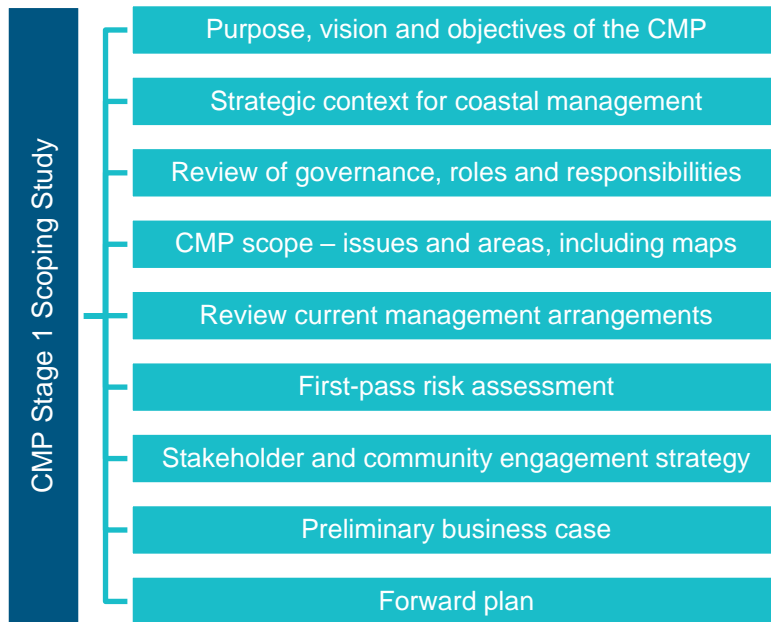 CMP Stage 1 Scoping Study
Purpose, vision and objectives of the CMP
Strategic context for coastal management
Review of governance, roles and responsibilities
CMP scope – issues and areas, including maps
Review current management arrangements
First-pass risk assessment
Stakeholder and community engagement strategy
Preliminary business case
Forward plan